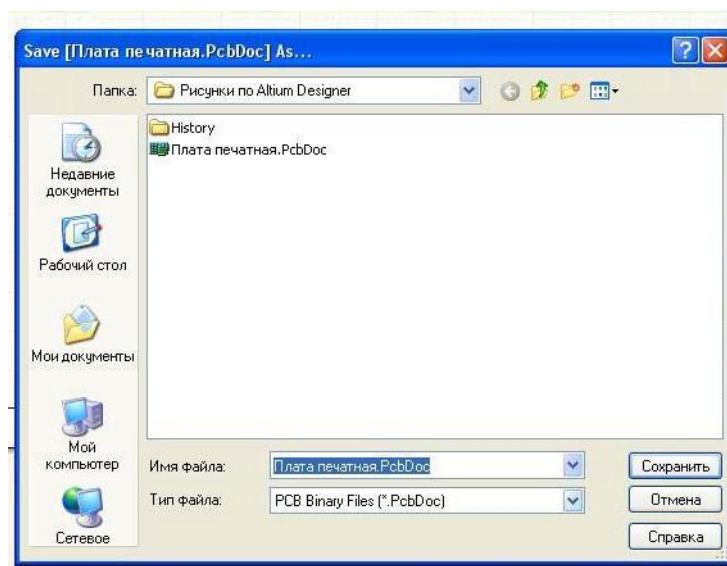 Save [Плата печатная.PcbDoc] As...
Папка:
Рисунки по Altium Designer
History
Плата печатная.PcbDoc
Недавние
документы
Рабочий стол
Мои документы
Мой
компьютер
Сетевое
Имя файла:
Плата печатная.PcbDoc
Сохранить
Тип файла:
PCB Binary Files (*.PcbDoc)
Отмена
Справка